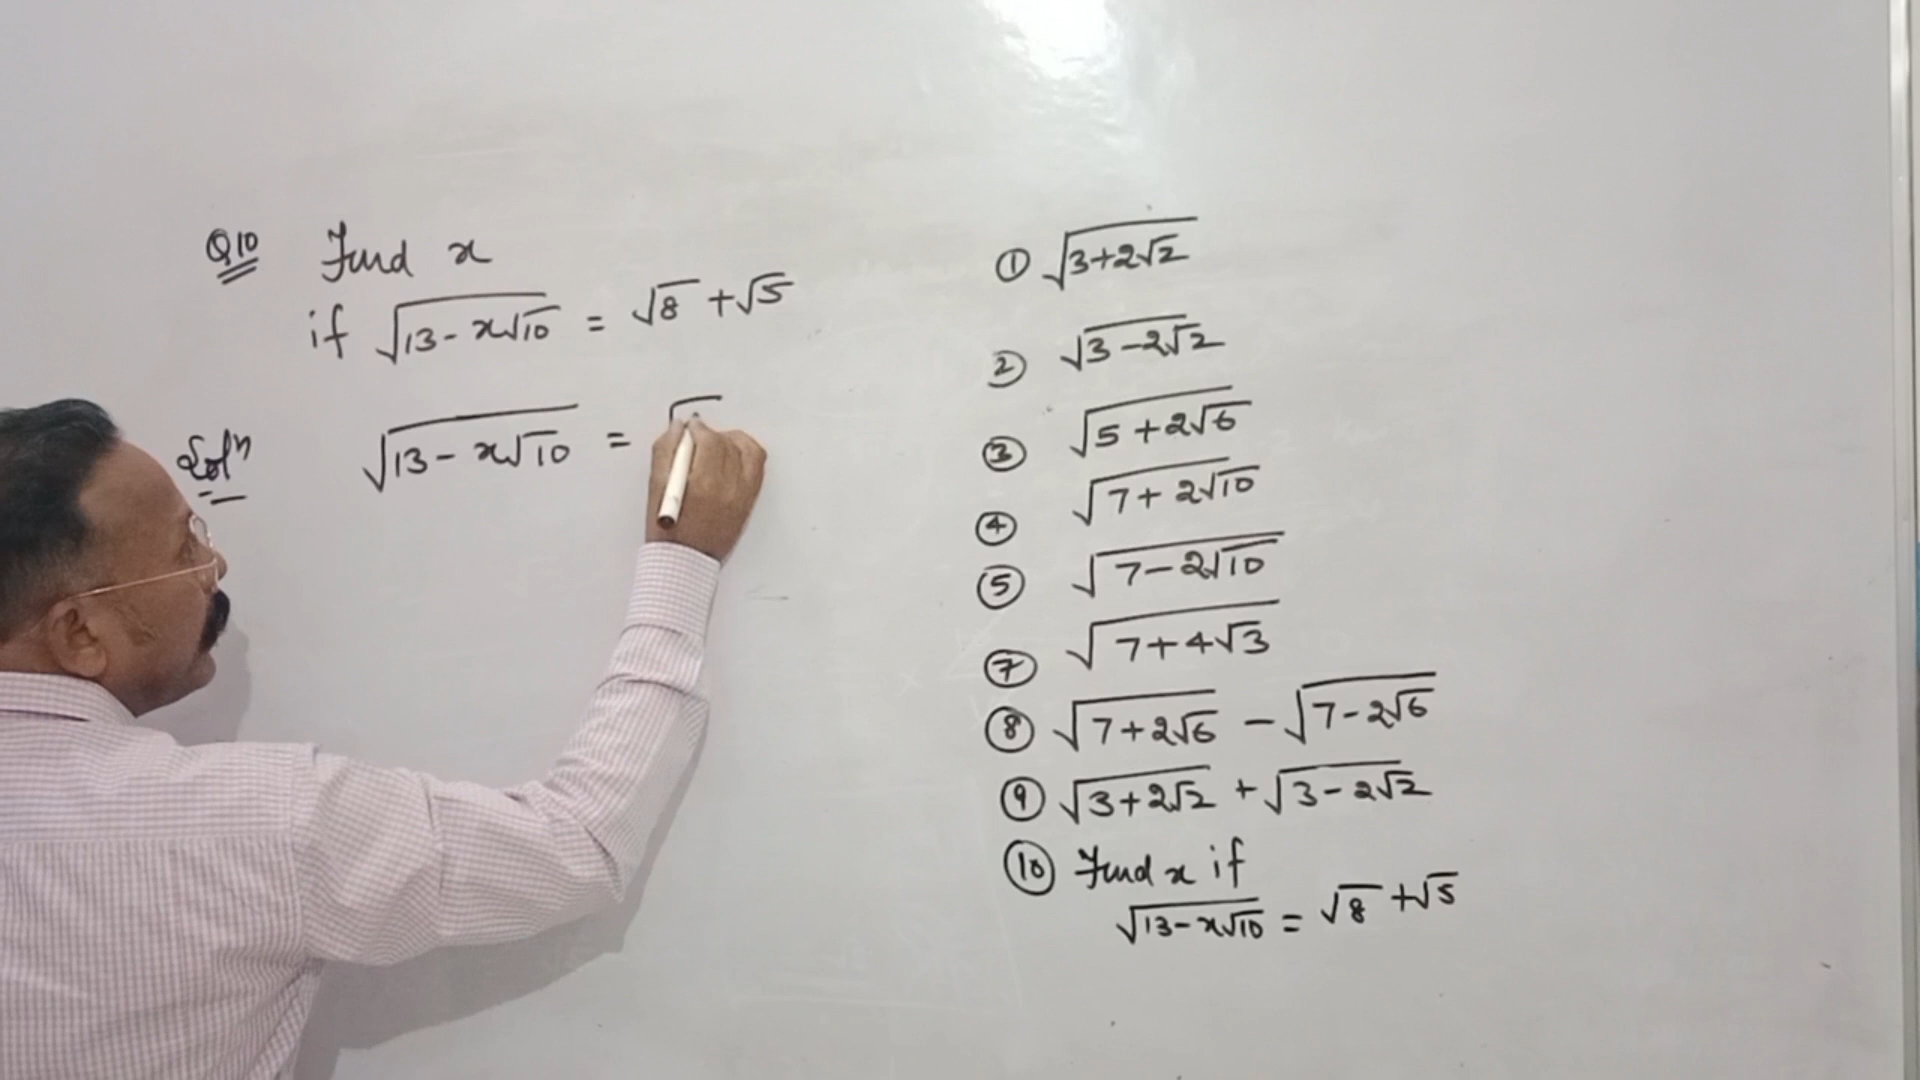 Q10 Find x
if √(13 - x√10) = √8 + √5
Solⁿ √(13 - x√10) = √
① √(3+2√2)
② √(3-2√2)
③ √(5+2√6)
④ √(7+2√10)
⑤ √(7-2√10)
⑦ √(7+4√3)
⑧ √(7+2√6) - √(7-2√6)
⑨ √(3+2√2) + √(3-2√2)
⑩ Find x if
√(13-x√10) = √8 + √5